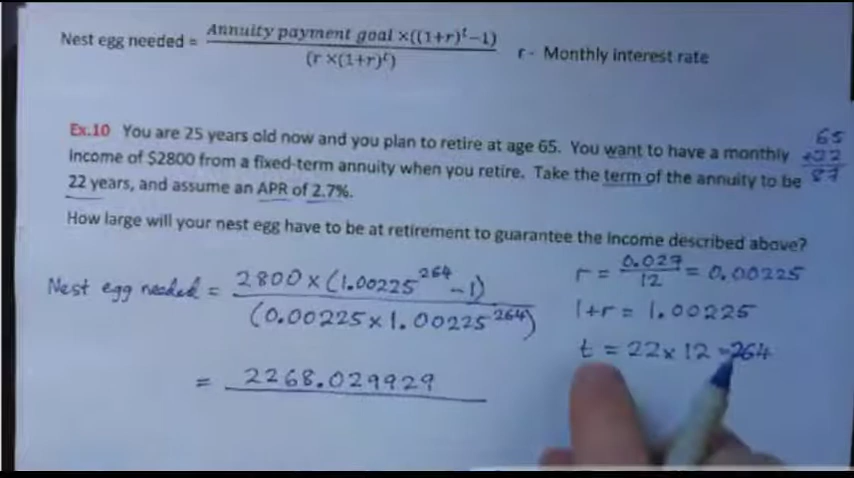 Nest egg needed = Annuity payment goal ×((1+r)^t−1) / (r ×(1+r)^t) r - Monthly interest rate
Ex.10 You are 25 years old now and you plan to retire at age 65. You want to have a monthly
income of $2800 from a fixed-term annuity when you retire. Take the term of the annuity to be
22 years, and assume an APR of 2.7%.
65
+22
87
How large will your nest egg have to be at retirement to guarantee the income described above?
Nest egg needed = 2800 × (1.00225^264 − 1) / (0.00225 × 1.00225^264)
= 2268.029929
r = 0.027 / 12 = 0.00225
1+r = 1.00225
t = 22 × 12 = 264